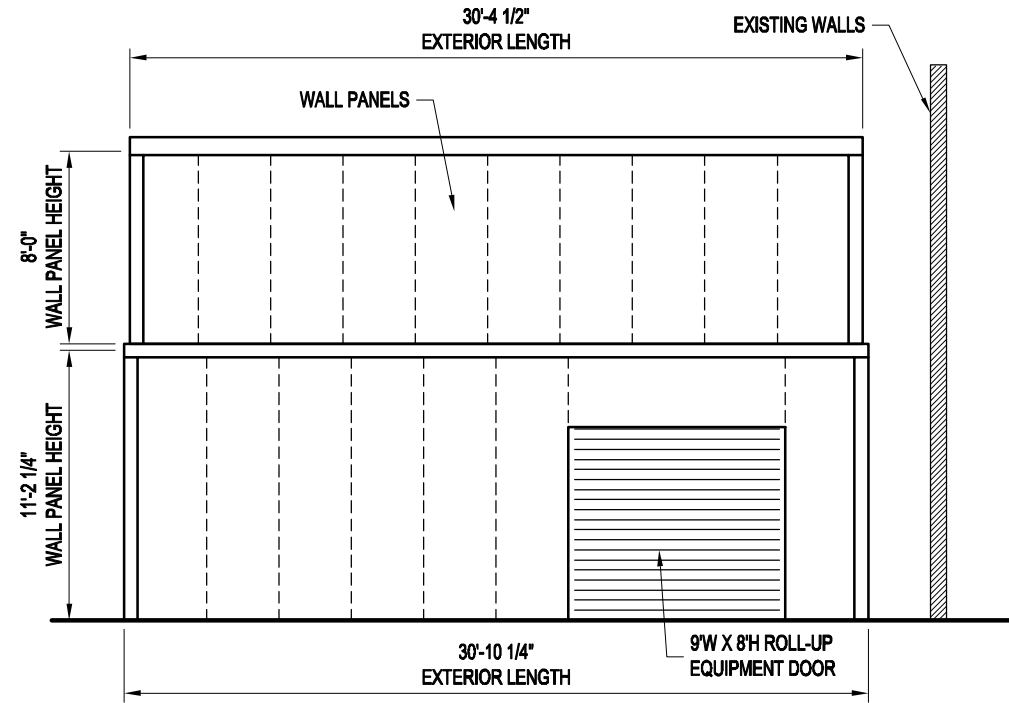 30'-4 1/2"
EXTERIOR LENGTH
EXISTING WALLS
WALL PANELS
8'-0"
WALL PANEL HEIGHT
11'-2 1/4"
WALL PANEL HEIGHT
30'-10 1/4"
EXTERIOR LENGTH
9'W X 8'H ROLL-UP
EQUIPMENT DOOR